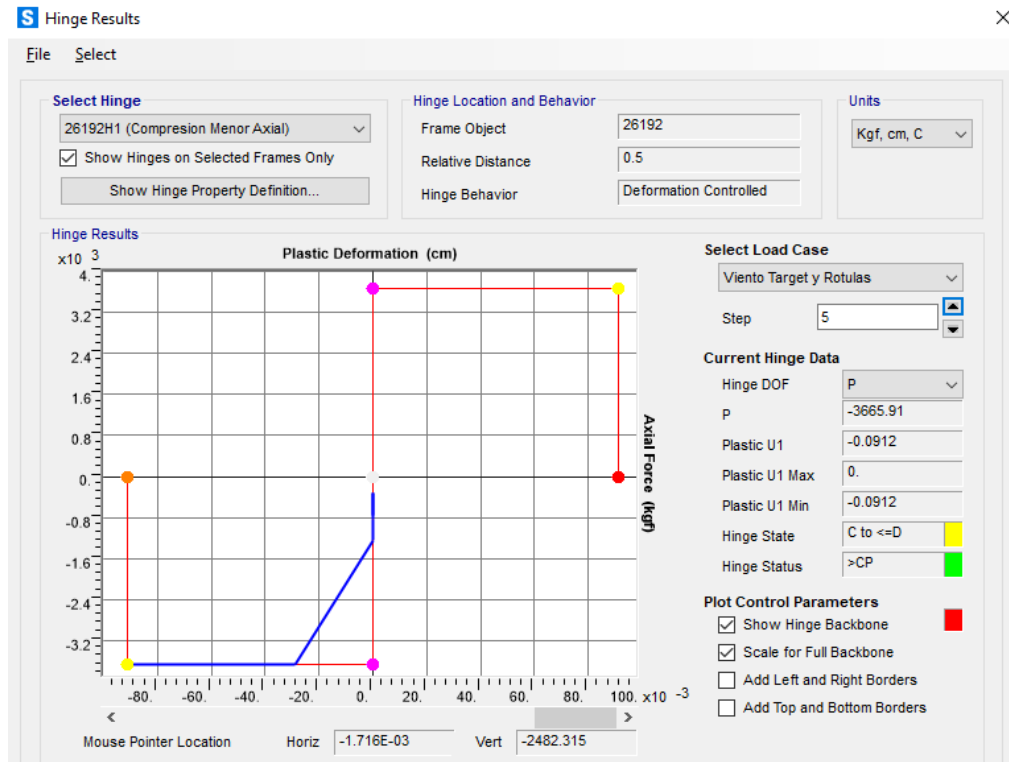 S Hinge Results
File Select
Select Hinge
26192H1 (Compresion Menor Axial)
Show Hinges on Selected Frames Only
Show Hinge Property Definition...
Hinge Location and Behavior
Frame Object 26192
Relative Distance 0.5
Hinge Behavior Deformation Controlled
Units
Kgf, cm, C
Hinge Results
x10 3
Plastic Deformation (cm)
4.
3.2
2.4
1.6
0.8
0.
-0.8
-1.6
-2.4
-3.2
-80. -60. -40. -20. 0. 20. 40. 60. 80. 100. x10 -3
Axial Force (kgf)
Mouse Pointer Location Horiz -1.716E-03 Vert -2482.315
Select Load Case
Viento Target y Rotulas
Step 5
Current Hinge Data
Hinge DOF P
P -3665.91
Plastic U1 -0.0912
Plastic U1 Max 0.
Plastic U1 Min -0.0912
Hinge State C to <=D
Hinge Status >CP
Plot Control Parameters
Show Hinge Backbone
Scale for Full Backbone
Add Left and Right Borders
Add Top and Bottom Borders